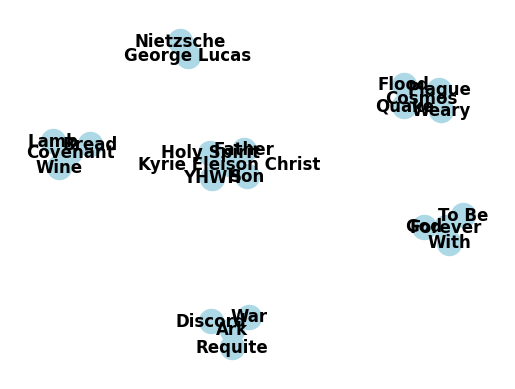 Nietzsche
George Lucas
Flood
Plague
Cosmos
Quake
Weary
Lamb
Bread
Covenant
Wine
Holy Spirit
Father
Kyrie Eleison Christ
YHWH
Son
To Be
God
Forever
With
Discord
War
Ark
Requite